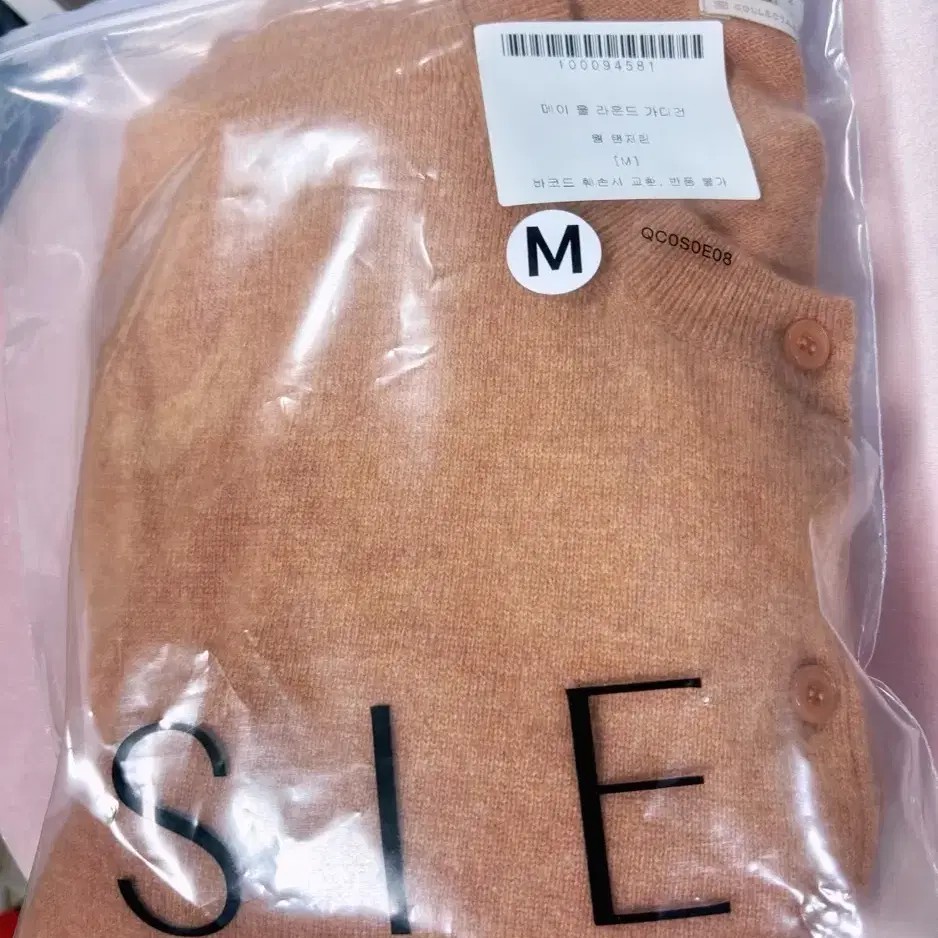 COLLECT
100094581
메이 울 라운드 가디건
웜 탠저린
[M]
바코드 훼손시 교환, 반품 불가
M
QC0S0E08
SIE